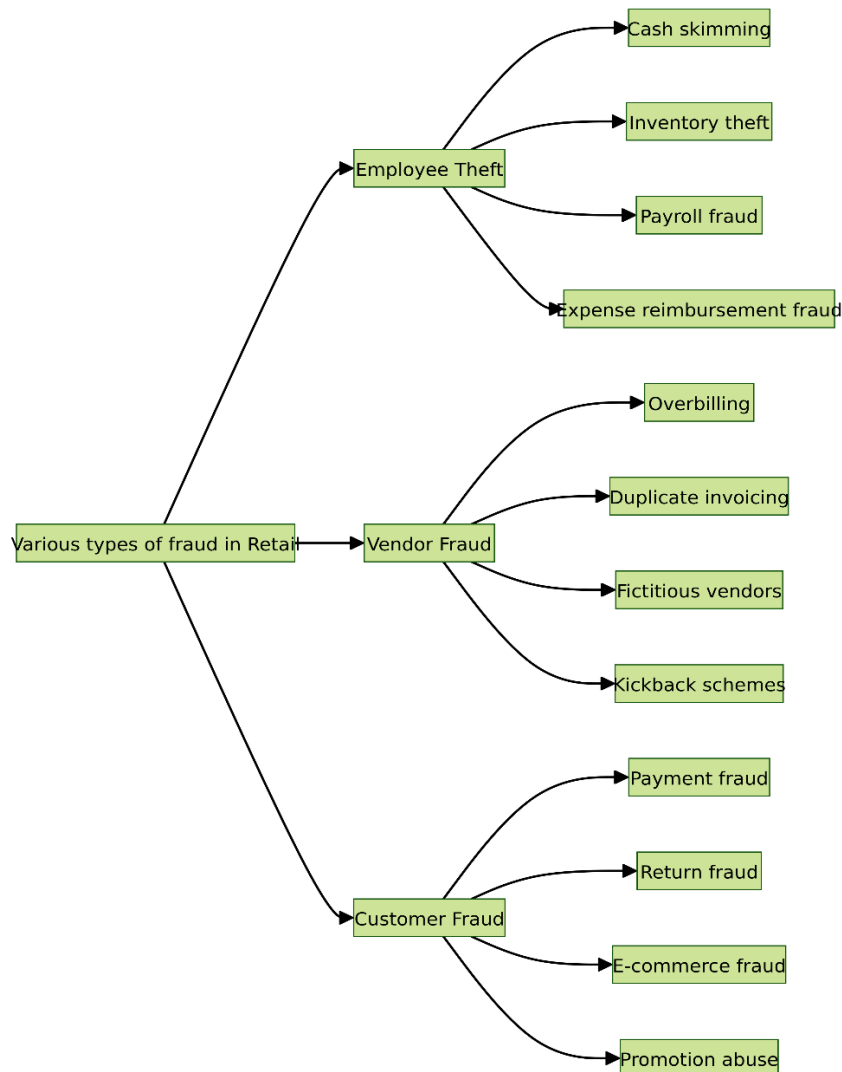 Cash skimming
Inventory theft
Employee Theft
Payroll fraud
Expense reimbursement fraud
Overbilling
Duplicate invoicing
Various types of fraud in Retail
Vendor Fraud
Fictitious vendors
Kickback schemes
Payment fraud
Return fraud
Customer Fraud
E-commerce fraud
Promotion abuse